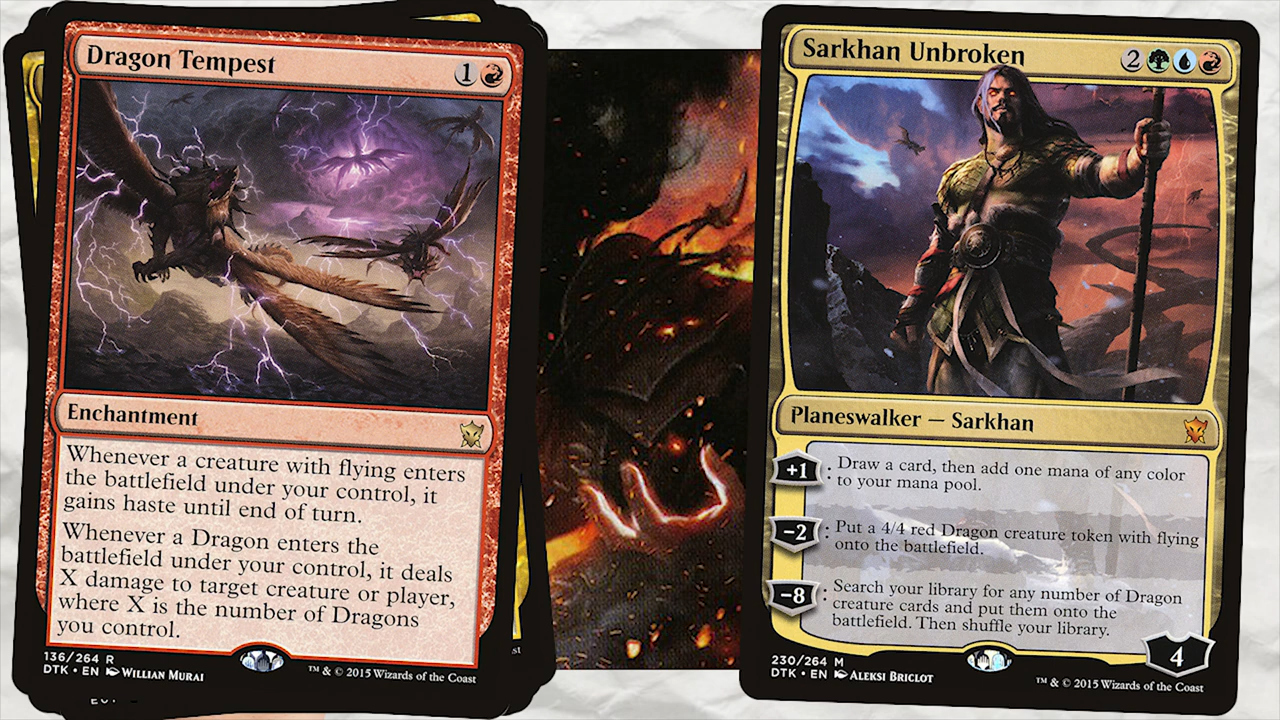 Dragon Tempest
1
Enchantment
Whenever a creature with flying enters
the battlefield under your control, it
gains haste until end of turn.
Whenever a Dragon enters the
battlefield under your control, it deals
X damage to target creature or player,
where X is the number of Dragons
you control.
136/264 R
DTK • EN Willian Murai
™ & © 2015 Wizards of the Coast
Sarkhan Unbroken
2
Planeswalker — Sarkhan
+1 : Draw a card, then add one mana of any color
to your mana pool.
−2 : Put a 4/4 red Dragon creature token with flying
onto the battlefield.
−8 : Search your library for any number of Dragon
creature cards and put them onto the
battlefield. Then shuffle your library.
4
230/264 M
DTK • EN Aleksi Briclot
™ & © 2015 Wizards of the Coast